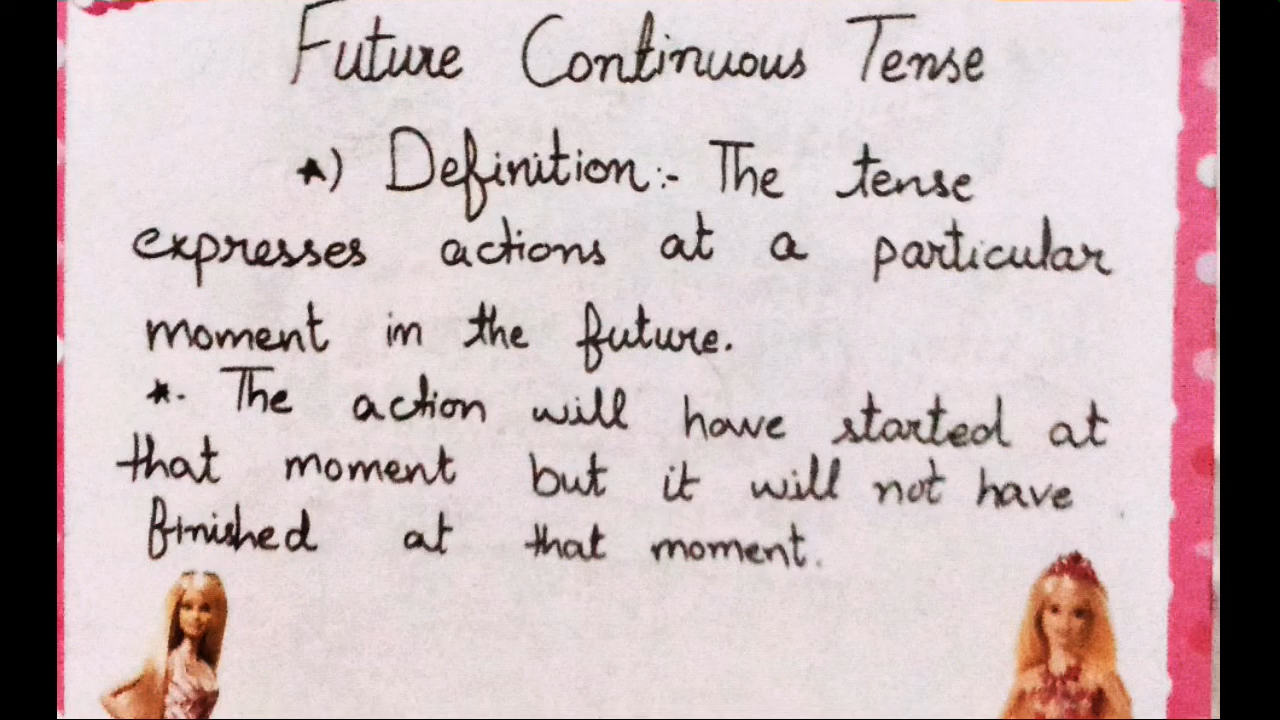 Future Continuous Tense
★) Definition:- The tense
expresses actions at a particular
moment in the future.
★. The action will have started at
that moment but it will not have
finished at that moment.